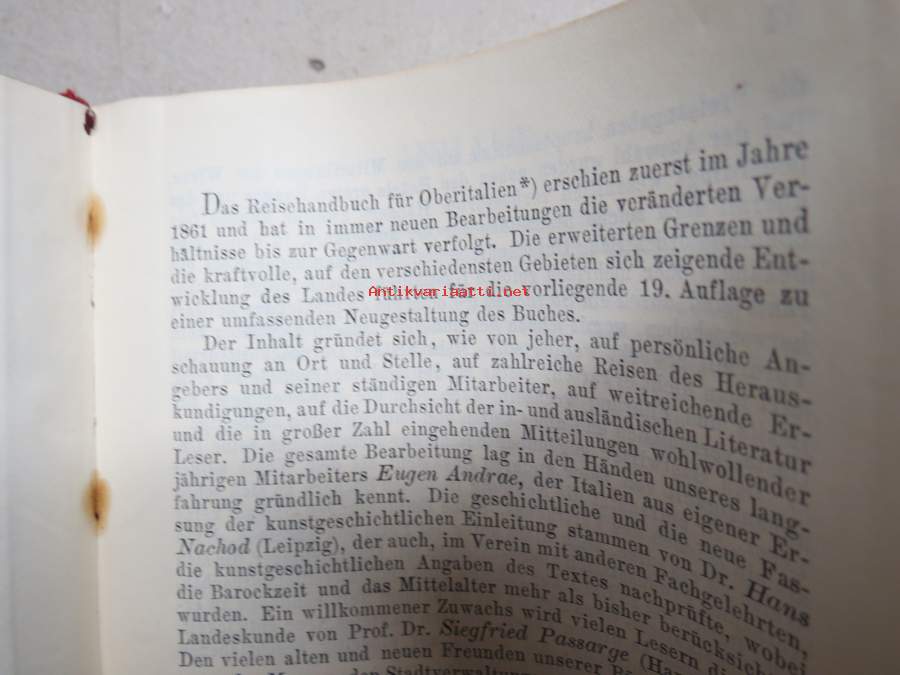 Das Reisehandbuch für Oberitalien*) erschien zuerst im Jahre
1861 und hat in immer neuen Bearbeitungen die veränderten Ver-
hältnisse bis zur Gegenwart verfolgt. Die erweiterten Grenzen und
die kraftvolle, auf den verschiedensten Gebieten sich zeigende Ent-
wicklung des Landes führten für die vorliegende 19. Auflage zu
Antikvariaatti.net
einer umfassenden Neugestaltung des Buches.
Der Inhalt gründet sich, wie von jeher, auf persönliche An-
schauung an Ort und Stelle, auf zahlreiche Reisen des Heraus-
gebers und seiner ständigen Mitarbeiter, auf weitreichende Er-
kundigungen, auf die Durchsicht der in- und ausländischen Literatur
und die in großer Zahl eingehenden Mitteilungen wohlwollender
Leser. Die gesamte Bearbeitung lag in den Händen unseres lang-
jährigen Mitarbeiters Eugen Andrae, der Italien aus eigener Er-
fahrung gründlich kennt. Die geschichtliche und die neue Fas-
sung der kunstgeschichtlichen Einleitung stammen von Dr. Hans
Nachod (Leipzig), der auch, im Verein mit anderen Fachgelehrten,
die kunstgeschichtlichen Angaben des Textes nachprüfte, wobei
die Barockzeit und das Mittelalter mehr als bisher berücksicht
wurden. Ein willkommener Zuwachs wird vielen Lesern di
Landeskunde von Prof. Dr. Siegfried Passarge (Ha
Den vielen alten und neuen Freunden unserer
den Stadtverwaltun